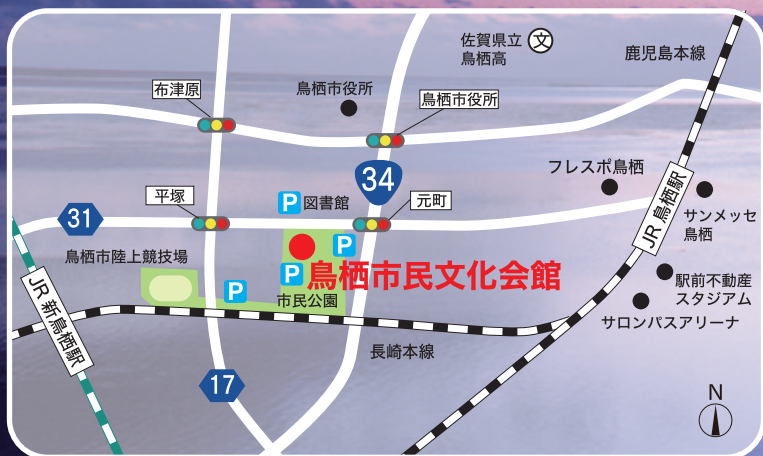 佐賀県立
鳥栖高
文
鹿児島本線
布津原
鳥栖市役所
鳥栖市役所
34
フレスポ鳥栖
平塚
P 図書館
元町
31
JR 鳥栖駅
サンメッセ
鳥栖
鳥栖市陸上競技場
P
P
鳥栖市民文化会館
P
市民公園
駅前不動産
スタジアム
サロンパスアリーナ
JR 新鳥栖駅
長崎本線
17
N